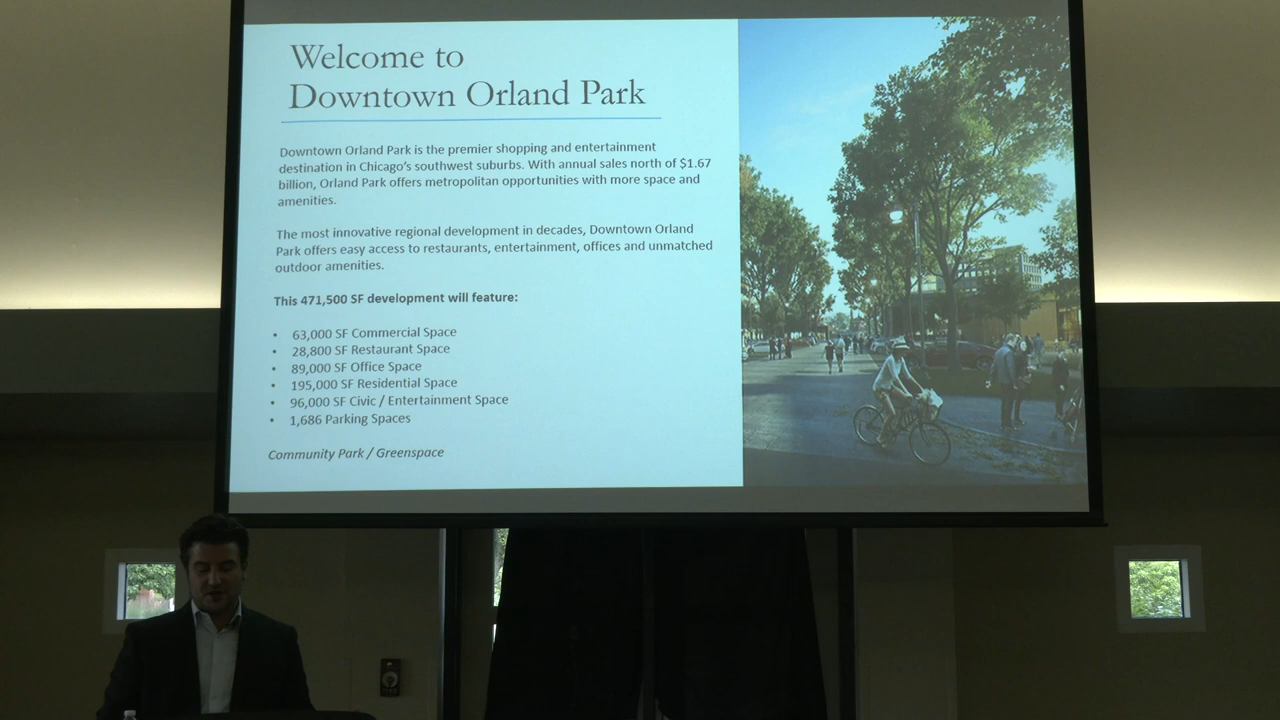 Welcome to
Downtown Orland Park
Downtown Orland Park is the premier shopping and entertainment
destination in Chicago's southwest suburbs. With annual sales north of $1.67
billion, Orland Park offers metropolitan opportunities with more space and
amenities.
The most innovative regional development in decades, Downtown Orland
Park offers easy access to restaurants, entertainment, offices and unmatched
outdoor amenities.
This 471,500 SF development will feature:
• 63,000 SF Commercial Space
• 28,800 SF Restaurant Space
• 89,000 SF Office Space
• 195,000 SF Residential Space
• 96,000 SF Civic / Entertainment Space
• 1,686 Parking Spaces
Community Park / Greenspace